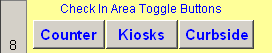 Check In Area Toggle Buttons
8 Counter Kiosks Curbside